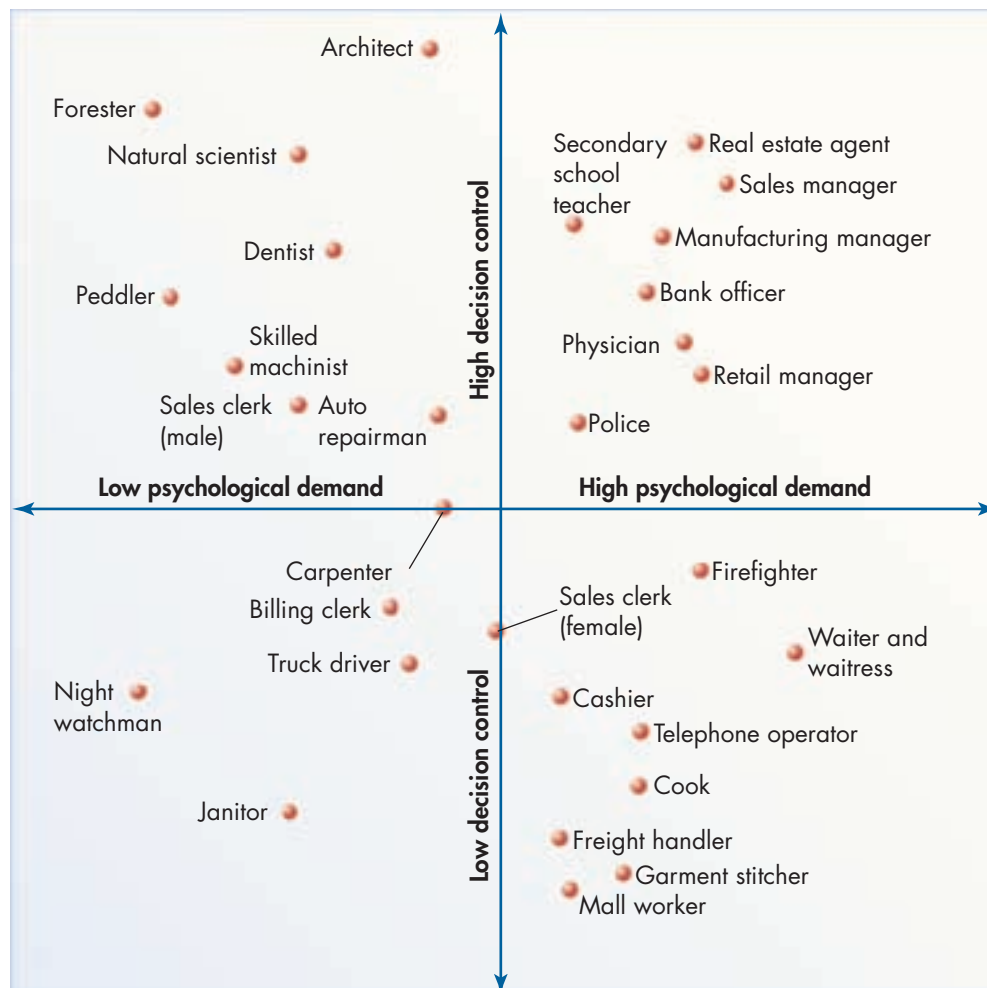 Architect
Forester
Natural scientist
Secondary
school
teacher
Real estate agent
Sales manager
Manufacturing manager
Dentist
Peddler
Bank officer
High decision control
Skilled
machinist
Physician
Retail manager
Sales clerk
(male)
Auto
repairman
Police
Low psychological demand
High psychological demand
Carpenter
Firefighter
Billing clerk
Sales clerk
(female)
Waiter and
waitress
Truck driver
Night
watchman
Cashier
Telephone operator
Low decision control
Cook
Janitor
Freight handler
Garment stitcher
Mall worker